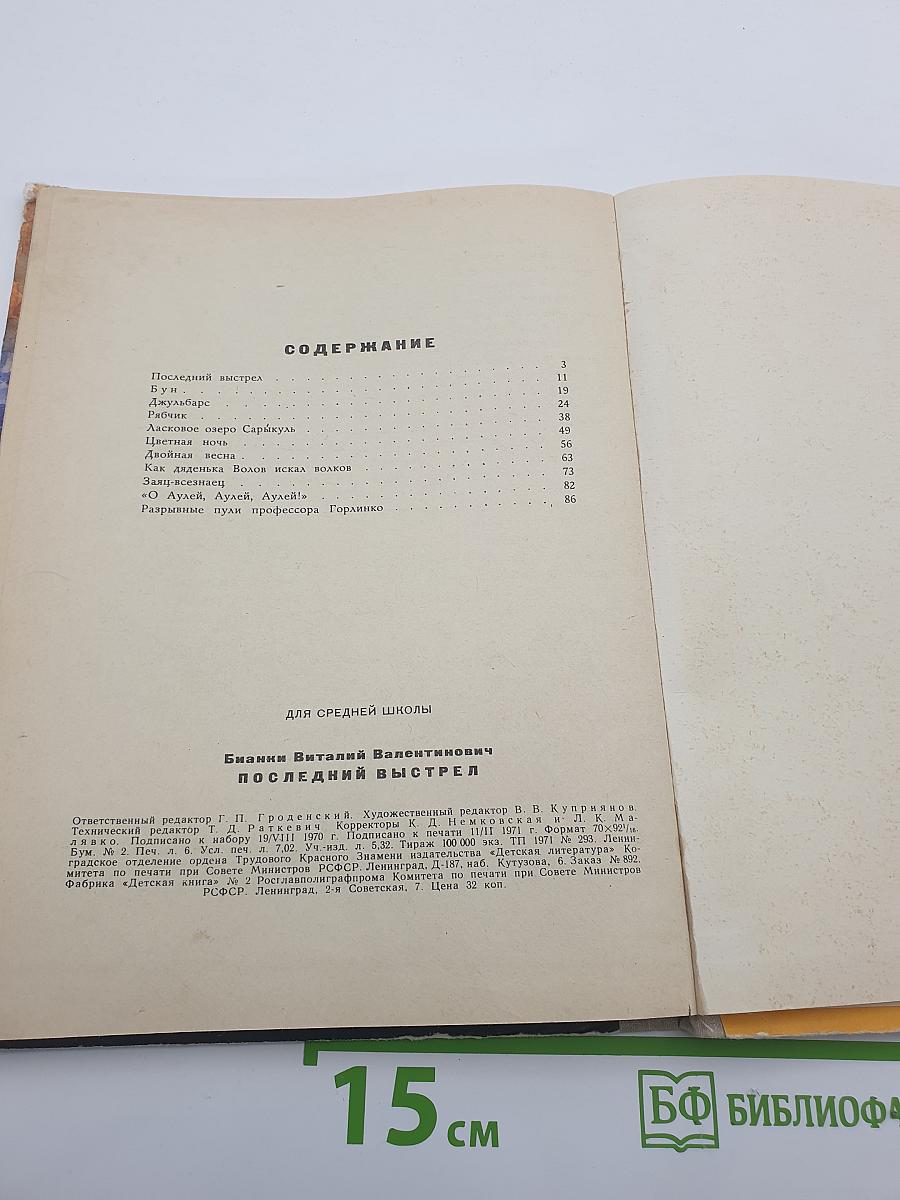 СОДЕРЖАНИЕ
Последний выстрел . . . . . . . . . . . . . . . . 3
Бун . . . . . . . . . . . . . . . . . . . . . 11
Джульбарс . . . . . . . . . . . . . . . . . . . 19
Рябчик . . . . . . . . . . . . . . . . . . . . 24
Ласковое озеро Сары́куль . . . . . . . . . . . . . . 38
Цветная ночь . . . . . . . . . . . . . . . . . . 49
Двойная весна . . . . . . . . . . . . . . . . . . 56
Как дяденька Волов искал волков . . . . . . . . . . . 63
Заяц-всезнаец . . . . . . . . . . . . . . . . . . 73
«О Аулей, Аулей, Аулей!» . . . . . . . . . . . . . . 82
Разрывные пули профессора Горлинко . . . . . . . . . . 86
ДЛЯ СРЕДНЕЙ ШКОЛЫ
Бианки Виталий Валентинович
ПОСЛЕДНИЙ ВЫСТРЕЛ
Ответственный редактор Г. П. Гроденский. Художественный редактор В. В. Куприянов.
Технический редактор Т. Д. Раткевич. Корректоры К. Д. Немковская и Л. К. Ма-
лявко. Подписано к набору 19/VIII 1970 г. Подписано к печати 11/II 1971 г. Формат 70×92¹/₁₆.
Бум. № 2. Печ. л. 6. Усл. печ. л. 7,02. Уч.-изд. л. 5,32. Тираж 100 000 экз. ТП 1971 № 293. Ленин-
градское отделение ордена Трудового Красного Знамени издательства «Детская литература» Ко-
митета по печати при Совете Министров РСФСР. Ленинград, Д-187, наб. Кутузова, 6. Заказ № 892.
Фабрика «Детская книга» № 2 Росглавполиграфпрома Комитета по печати при Совете Министров
РСФСР. Ленинград, 2-я Советская, 7. Цена 32 коп.
15 см
БФ БИБЛИОФА